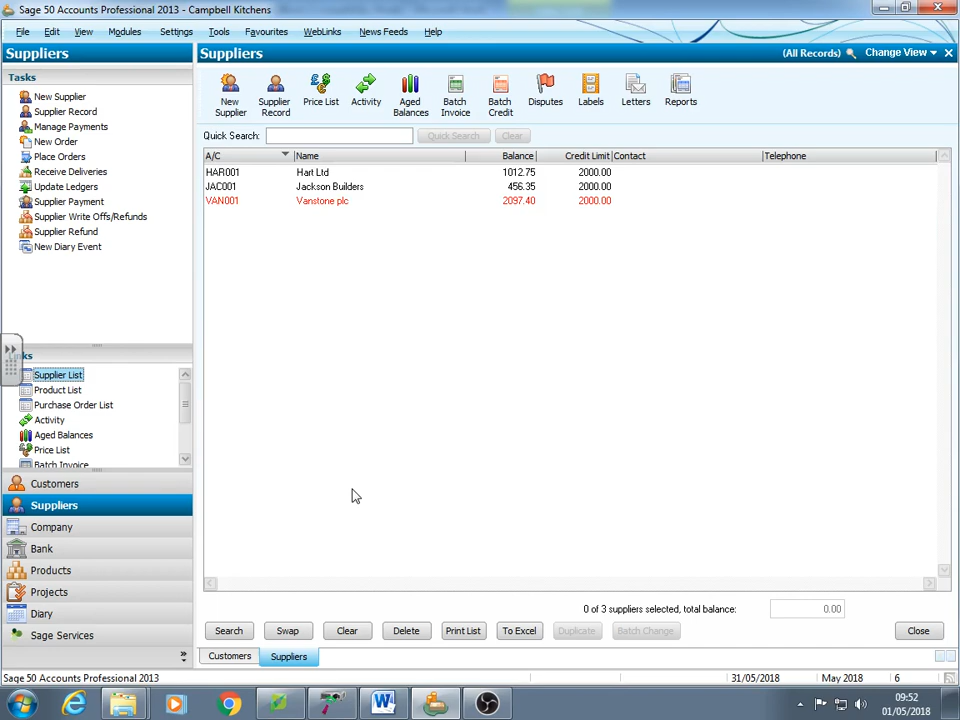 Sage 50 Accounts Professional 2013 - Campbell Kitchens
File Edit View Modules Settings Tools Favourites WebLinks News Feeds Help
Suppliers
Suppliers
(All Records) Change View
Tasks
New Supplier
Supplier Record
Manage Payments
New Order
Place Orders
Receive Deliveries
Update Ledgers
Supplier Payment
Supplier Write Offs/Refunds
Supplier Refund
New Diary Event
New Supplier
Supplier Record
Price List
Activity
Aged Balances
Batch Invoice
Batch Credit
Disputes
Labels
Letters
Reports
Quick Search: Quick Search Clear
A/C Name Balance Credit Limit Contact Telephone
HAR001 Hart Ltd 1012.75 2000.00
JAC001 Jackson Builders 456.35 2000.00
VAN001 Vanstone plc 2097.40 2000.00
ks
Supplier List
Product List
Purchase Order List
Activity
Aged Balances
Price List
Batch Invoice
Customers
Suppliers
Company
Bank
Products
Projects
Diary
Sage Services
0 of 3 suppliers selected, total balance: 0.00
Search Swap Clear Delete Print List To Excel Duplicate Batch Change Close
Customers Suppliers
Sage 50 Accounts Professional 2013 31/05/2018 May 2018 6
09:52
01/05/2018